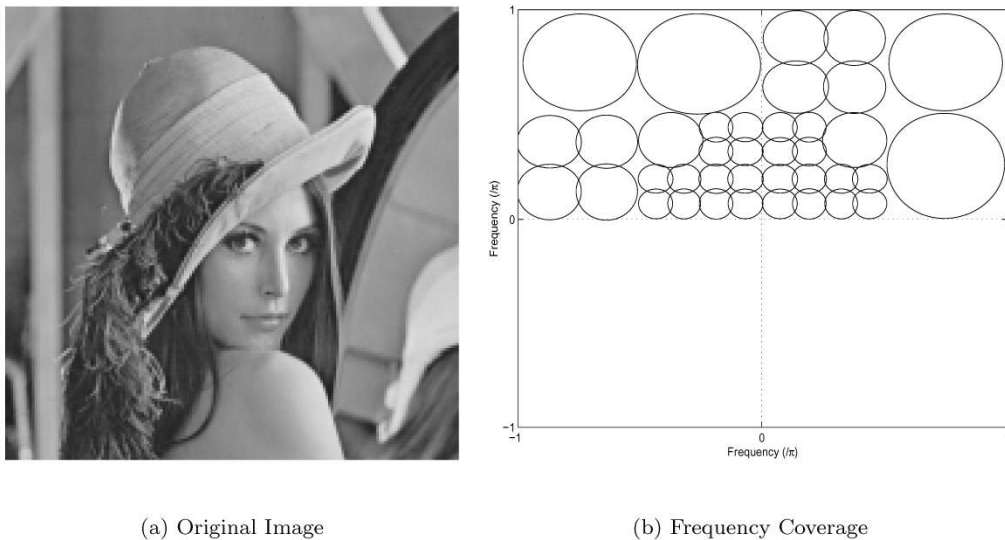 1
0
-1
-1
0
Frequency (/π)
Frequency (/π)
(a) Original Image
(b) Frequency Coverage